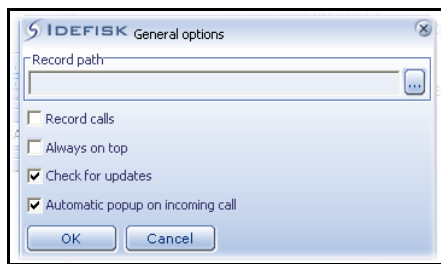 IDEFISK General options
Record path
...
Record calls
Always on top
Check for updates
Automatic popup on incoming call
OK Cancel